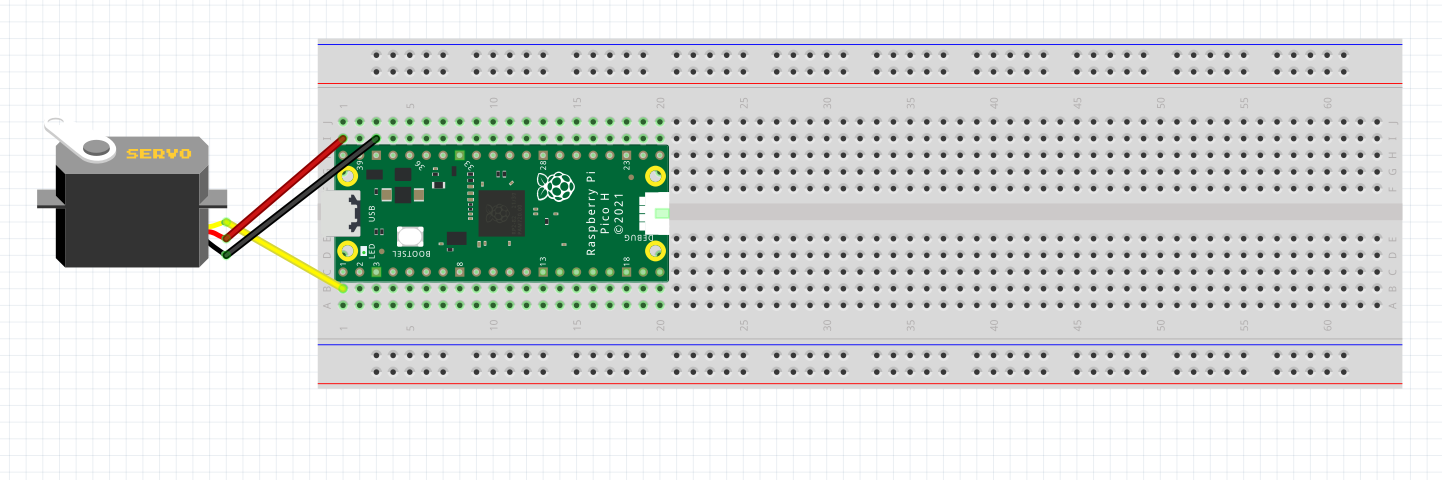 1 5 10 15 20 25 30 35 40 45 50 55 60
J J
I I
H H
G G
F
SERVO
39 36 33 28 23
USB
LED
BOOTSEL
Raspberry Pi
Pico H
©2021
DEBUG
1 2 3 8 13 18
E E
D D
C C
B B
A A
1 5 10 15 20 25 30 35 40 45 50 55 60